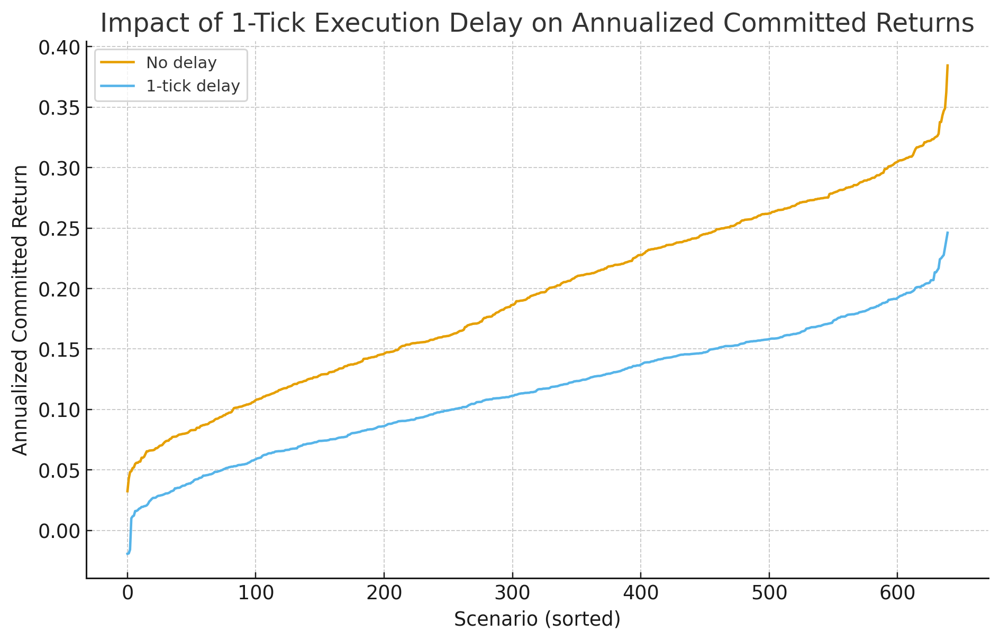 Impact of 1-Tick Execution Delay on Annualized Committed Returns
No delay
1-tick delay
Annualized Committed Return
0.40
0.35
0.30
0.25
0.20
0.15
0.10
0.05
0.00
0 100 200 300 400 500 600
Scenario (sorted)